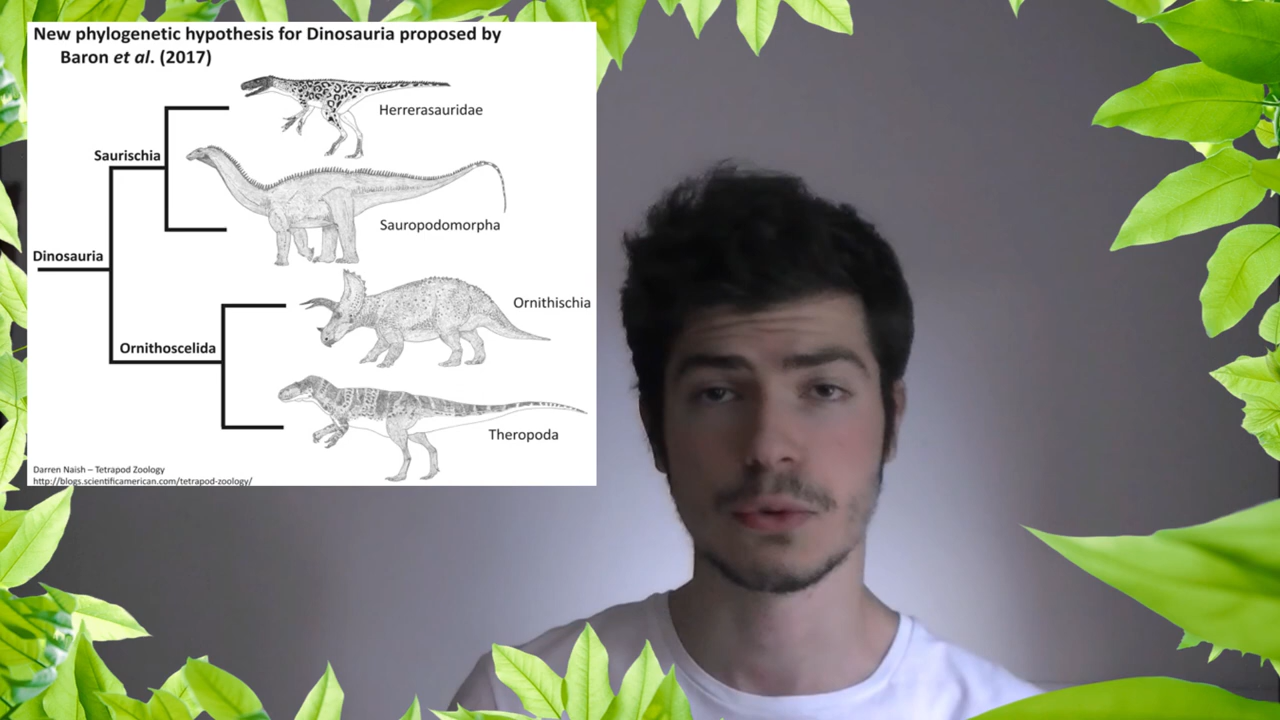 New phylogenetic hypothesis for Dinosauria proposed by
Baron et al. (2017)
Herrerasauridae
Saurischia
Sauropodomorpha
Dinosauria
Ornithischia
Ornithoscelida
Theropoda
Darren Naish – Tetrapod Zoology
http://blogs.scientificamerican.com/tetrapod-zoology/